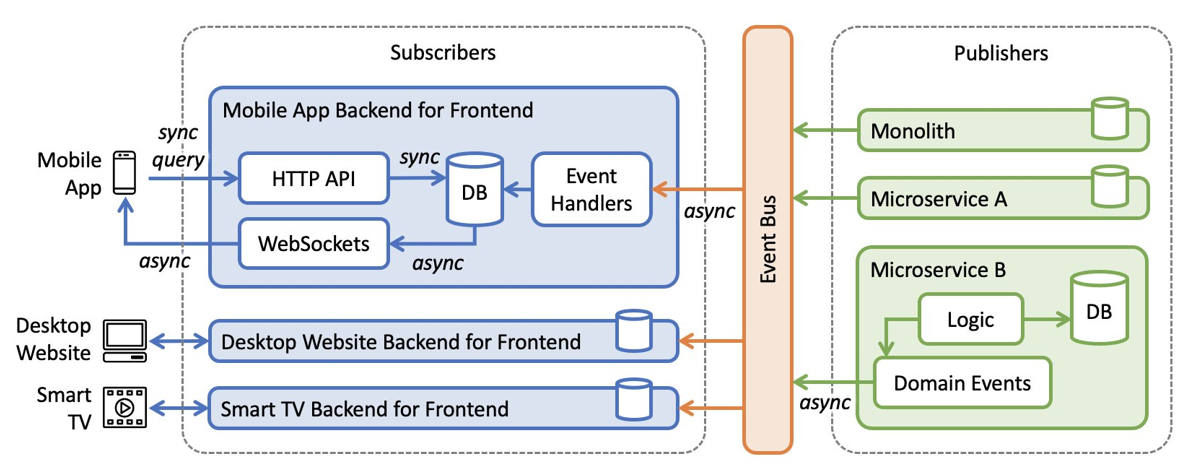 Subscribers
Publishers
Mobile App Backend for Frontend
sync
query
Mobile
App
HTTP API
sync
DB
Event
Handlers
async
WebSockets
async
async
Desktop
Website
Desktop Website Backend for Frontend
Smart
TV
Smart TV Backend for Frontend
Event Bus
Monolith
Microservice A
Microservice B
Logic
DB
Domain Events
async